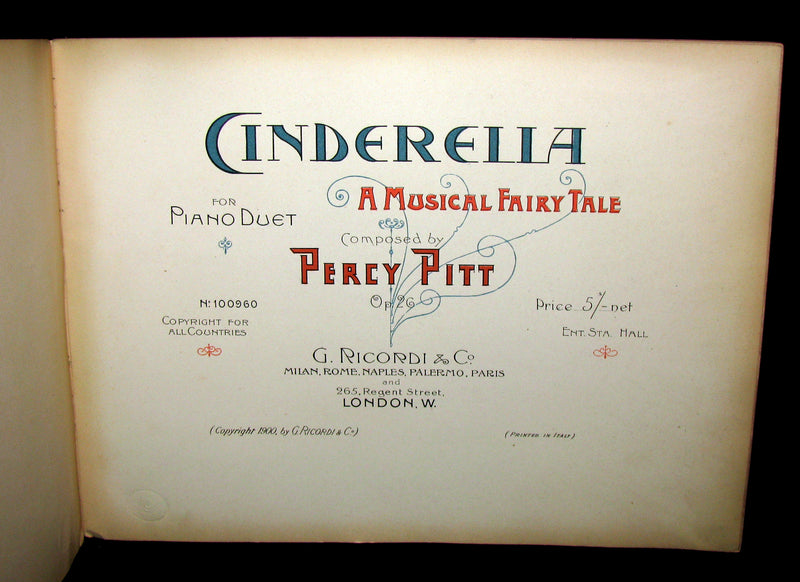 CINDERELLA
A MUSICAL FAIRY TALE
FOR
PIANO DUET
Composed by
PERCY PITT
Op. 26
Nº 100960
COPYRIGHT FOR
ALL COUNTRIES
Price 5/- net
ENT. STA. HALL
G. RICORDI & Co.
MILAN, ROME, NAPLES, PALERMO, PARIS
and
265, Regent Street,
LONDON, W.
(Copyright 1900, by G. RICORDI & Co.)
(PRINTED IN ITALY)